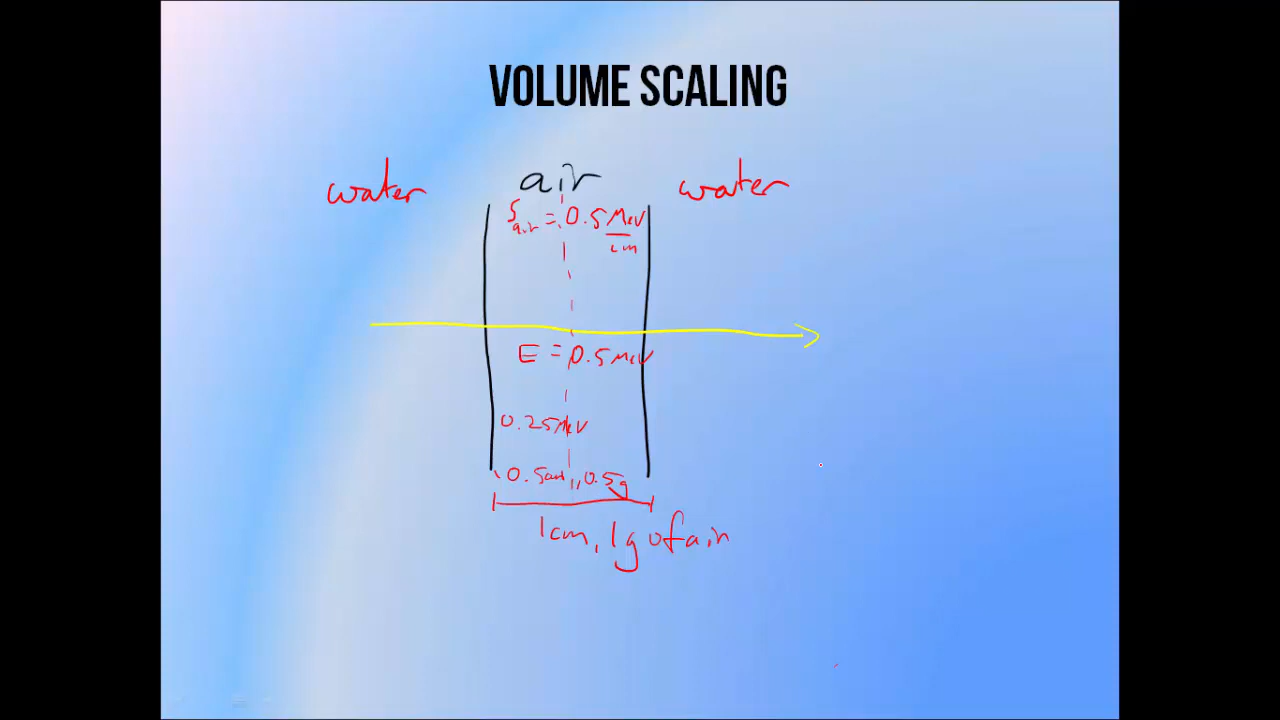 VOLUME SCALING
water air water
S air = 0.5 MeV
cm
E = 0.5 MeV
0.25 MeV
0.5cm, 0.5g
1cm, 1g of air